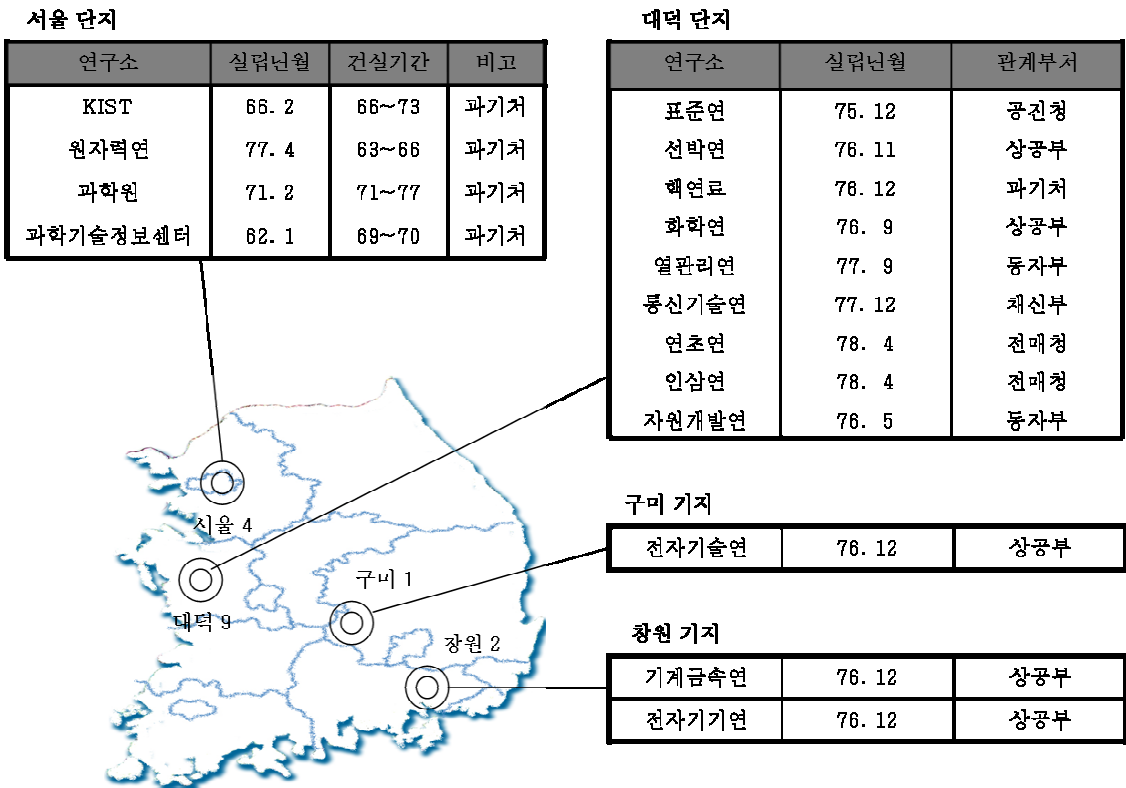 서울 단지
연구소 실립년월 건실기간 비고
KIST 66. 2 66~73 과기처
원자력연 77. 4 63~66 과기처
과학원 71. 2 71~77 과기처
과학기술정보센터 62. 1 69~70 과기처
대덕 단지
연구소 실립년월 관계부처
표준연 75. 12 공진청
선박연 76. 11 상공부
핵연료 76. 12 과기처
화학연 76. 9 상공부
열관리연 77. 9 동자부
통신기술연 77. 12 채신부
연초연 78. 4 전매청
인삼연 78. 4 전매청
자원개발연 76. 5 동자부
구미 기지
전자기술연 76. 12 상공부
창원 기지
기계금속연 76. 12 상공부
전자기기연 76. 12 상공부
서울 4
대덕 9
구미 1
창원 2